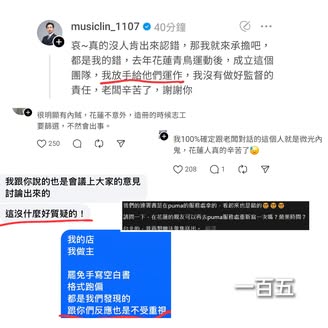 musiclin_1107 40分鐘
哀~真的沒人肯出來認錯，那我就來承擔吧，
都是我的錯，去年花蓮青鳥運動後，成立這個
團隊，我放手給他們運作，我沒有做好監督的
責任，老闆辛苦了，謝謝你
很明顯有內賊，花蓮不意外，造冊的時候志工
要篩選，不然會出事。
250
我100%確定跟老闆對話的這個人就是微光內
鬼，花蓮人真的辛苦了
208
我跟你說的也是會議上大家的意見
討論出來的
這沒什麼好質疑的！
我的店
我做主
罷免手寫空白書
格式跑偏
都是我們發現的
跟你們反應也是不受重視
一百五